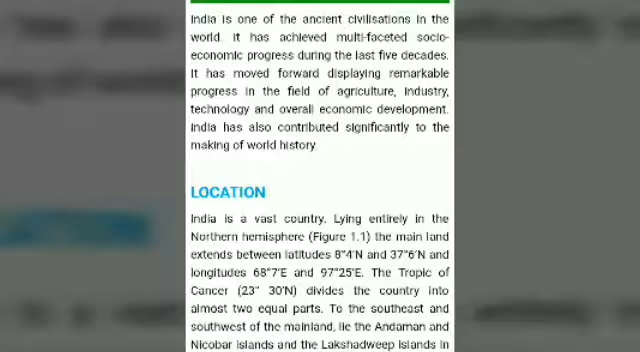 India is one of the ancient civilisations in the
world. It has achieved multi-faceted socio-
economic progress during the last five decades.
It has moved forward displaying remarkable
progress in the field of agriculture, industry,
technology and overall economic development.
India has also contributed significantly to the
making of world history.
LOCATION
India is a vast country. Lying entirely in the
Northern hemisphere (Figure 1.1) the main land
extends between latitudes 8°4'N and 37°6'N and
longitudes 68°7'E and 97°25'E. The Tropic of
Cancer (23° 30'N) divides the country into
almost two equal parts. To the southeast and
southwest of the mainland, lie the Andaman and
Nicobar islands and the Lakshadweep islands in